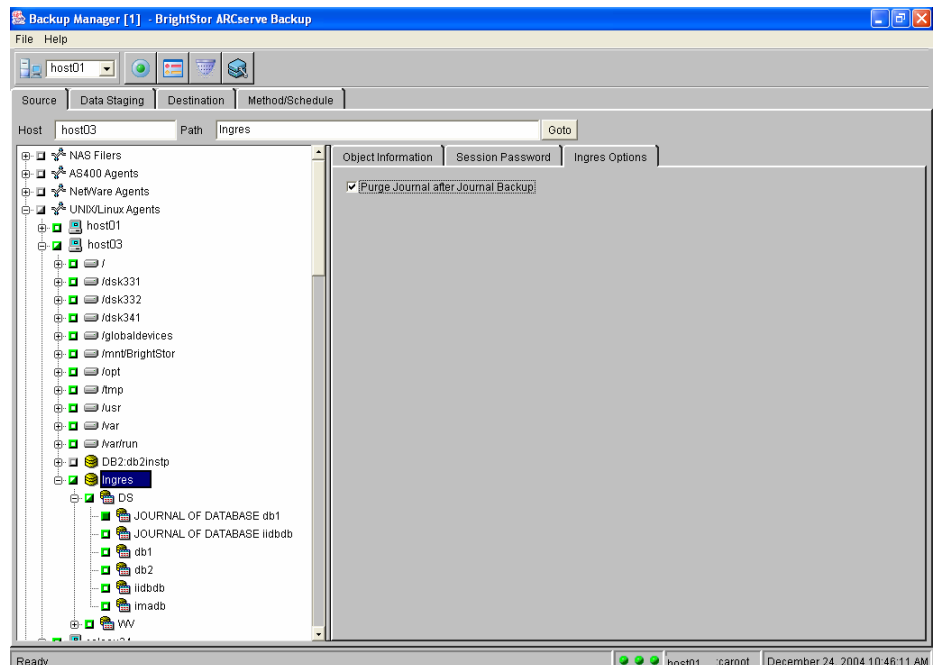 Backup Manager [1] - BrightStor ARCserve Backup
File Help
host01
Source Data Staging Destination Method/Schedule
Host host03 Path Ingres Goto
NAS Filers
AS400 Agents
NetWare Agents
UNIX/Linux Agents
host01
host03
/
/dsk331
/dsk332
/dsk341
/globaldevices
/mnt/BrightStor
/opt
/tmp
/usr
/var
/var/run
DB2:db2instp
Ingres
DS
JOURNAL OF DATABASE db1
JOURNAL OF DATABASE iidbdb
db1
db2
iidbdb
imadb
WV
Object Information Session Password Ingres Options
Purge Journal after Journal Backup
Ready host01 :caroot December 24, 2004 10:46:11 AM